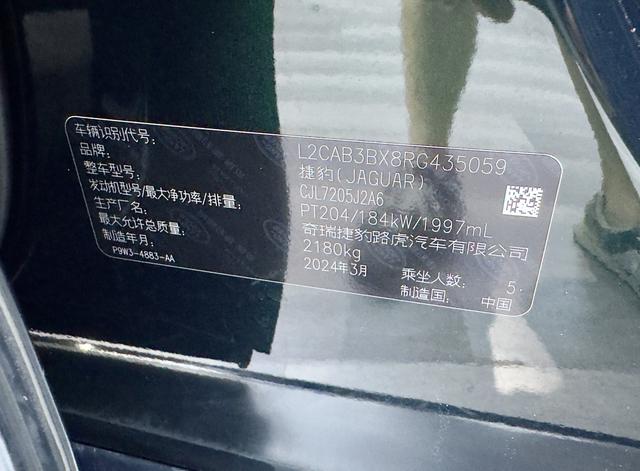 车辆识别代号: L2CAB3BX8RG435059
品牌: 捷豹(JAGUAR)
整车型号: CJL7205J2A6
发动机型号/最大净功率/排量: PT204/184kW/1997mL
生产厂名: 奇瑞捷豹路虎汽车有限公司
最大允许总质量: 2180kg
制造年月: 2024年3月 乘坐人数: 5
P9W3-4883-AA 制造国: 中国